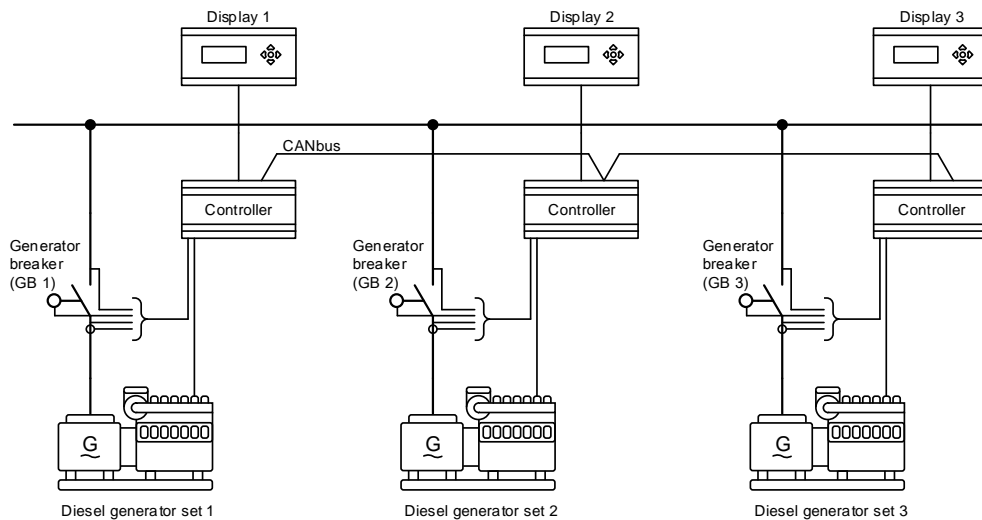 Display 1
Display 2
Display 3
CANbus
Controller
Controller
Controller
Generator
breaker
(GB 1)
Generator
breaker
(GB 2)
Generator
breaker
(GB 3)
G
G
G
Diesel generator set 1
Diesel generator set 2
Diesel generator set 3